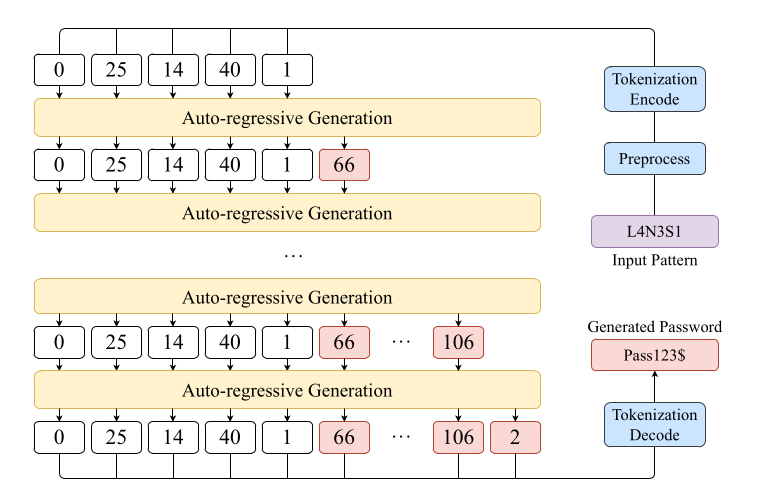 0 25 14 40 1
Auto-regressive Generation
0 25 14 40 1 66
Auto-regressive Generation
...
Auto-regressive Generation
0 25 14 40 1 66 ... 106
Auto-regressive Generation
0 25 14 40 1 66 ... 106 2
Tokenization
Encode
Preprocess
L4N3S1
Input Pattern
Generated Password
Pass123$
Tokenization
Decode